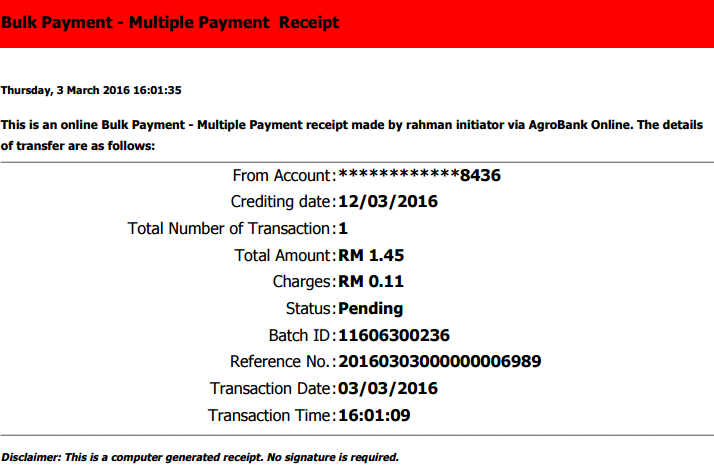 Bulk Payment - Multiple Payment  Receipt
Thursday, 3 March 2016 16:01:35
This is an online Bulk Payment - Multiple Payment receipt made by rahman initiator via AgroBank Online. The details
of transfer are as follows:
From Account:************8436
Crediting date:12/03/2016
Total Number of Transaction:1
Total Amount:RM 1.45
Charges:RM 0.11
Status:Pending
Batch ID:11606300236
Reference No.:20160303000000006989
Transaction Date:03/03/2016
Transaction Time:16:01:09
Disclaimer: This is a computer generated receipt. No signature is required.